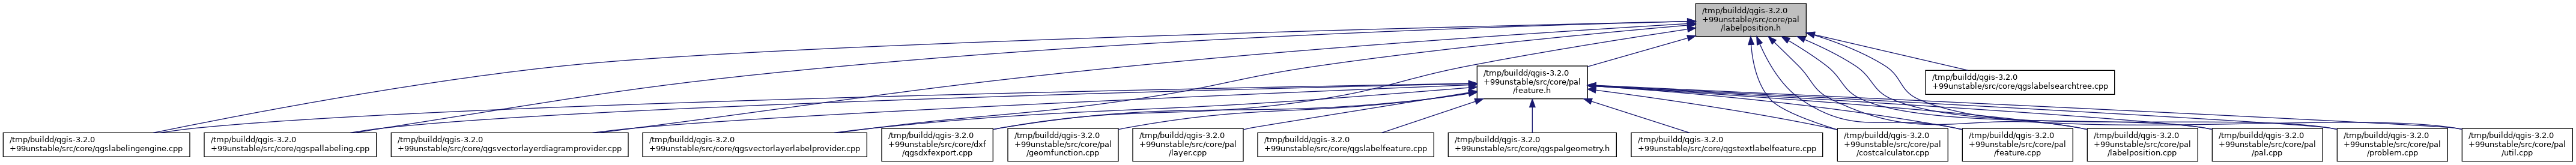 /tmp/buildd/qgis-3.2.0
+99unstable/src/core/pal
/labelposition.h
/tmp/buildd/qgis-3.2.0
+99unstable/src/core/pal
/feature.h
/tmp/buildd/qgis-3.2.0
+99unstable/src/core/qgslabelsearchtree.cpp
/tmp/buildd/qgis-3.2.0
+99unstable/src/core/qgslabelingengine.cpp
/tmp/buildd/qgis-3.2.0
+99unstable/src/core/qgspallabeling.cpp
/tmp/buildd/qgis-3.2.0
+99unstable/src/core/qgsvectorlayerdiagramprovider.cpp
/tmp/buildd/qgis-3.2.0
+99unstable/src/core/qgsvectorlayerlabelprovider.cpp
/tmp/buildd/qgis-3.2.0
+99unstable/src/core/dxf
/qgsdxfexport.cpp
/tmp/buildd/qgis-3.2.0
+99unstable/src/core/pal
/geomfunction.cpp
/tmp/buildd/qgis-3.2.0
+99unstable/src/core/pal
/layer.cpp
/tmp/buildd/qgis-3.2.0
+99unstable/src/core/qgslabelfeature.cpp
/tmp/buildd/qgis-3.2.0
+99unstable/src/core/qgspalgeometry.h
/tmp/buildd/qgis-3.2.0
+99unstable/src/core/qgstextlabelfeature.cpp
/tmp/buildd/qgis-3.2.0
+99unstable/src/core/pal
/costcalculator.cpp
/tmp/buildd/qgis-3.2.0
+99unstable/src/core/pal
/feature.cpp
/tmp/buildd/qgis-3.2.0
+99unstable/src/core/pal
/labelposition.cpp
/tmp/buildd/qgis-3.2.0
+99unstable/src/core/pal
/pal.cpp
/tmp/buildd/qgis-3.2.0
+99unstable/src/core/pal
/problem.cpp
/tmp/buildd/qgis-3.2.0
+99unstable/src/core/pal
/util.cpp